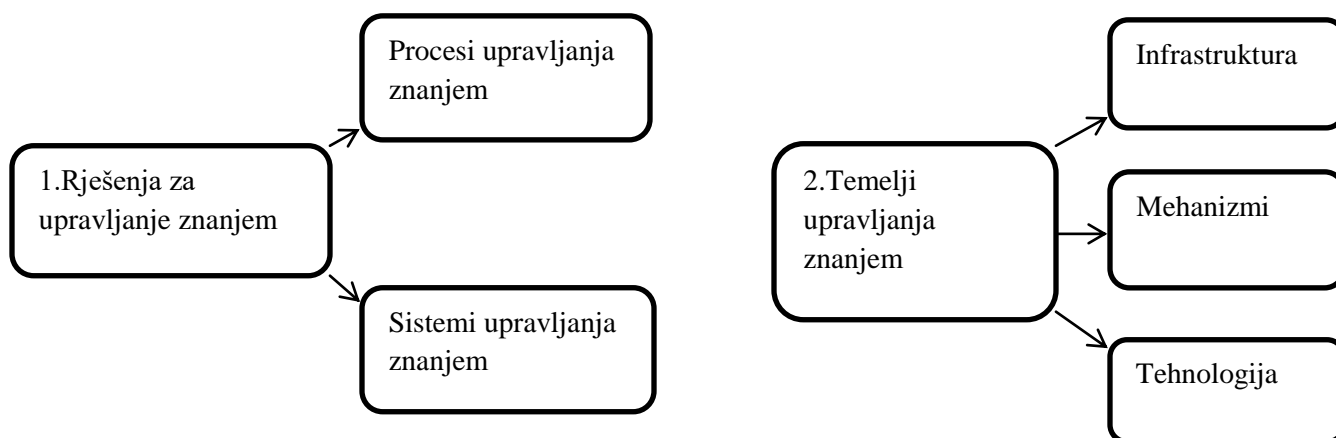 1.Rješenja za
upravljanje znanjem
Procesi upravljanja
znanjem
Sistemi upravljanja
znanjem
2.Temelji
upravljanja
znanjem
Infrastruktura
Mehanizmi
Tehnologija